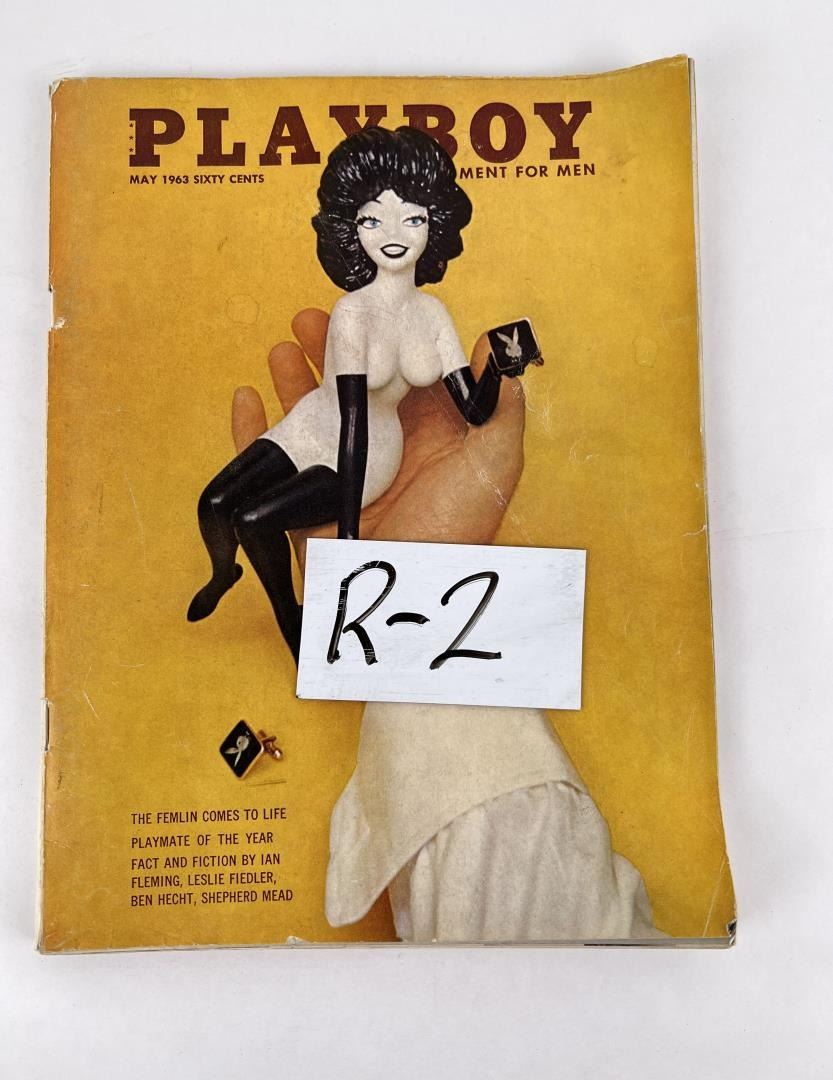 PLAYBOY
MAY 1963 SIXTY CENTS
MENT FOR MEN
R-2
THE FEMLIN COMES TO LIFE
PLAYMATE OF THE YEAR
FACT AND FICTION BY IAN
FLEMING, LESLIE FIEDLER,
BEN HECHT, SHEPHERD MEAD